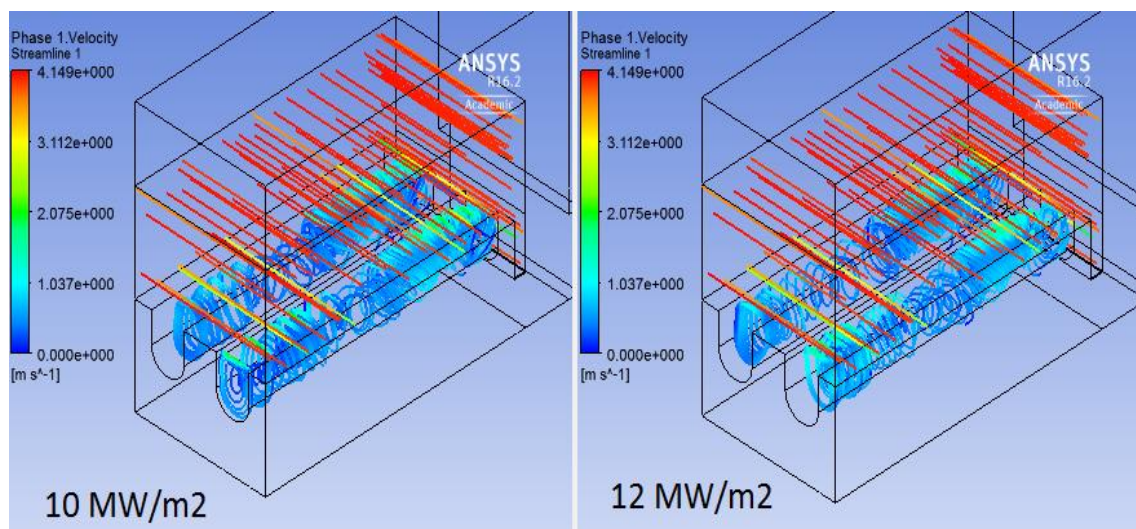 Phase 1.Velocity
Streamline 1
4.149e+000
3.112e+000
2.075e+000
1.037e+000
0.000e+000
[m s^-1]
ANSYS
R16.2
Academic
10 MW/m2
Phase 1.Velocity
Streamline 1
4.149e+000
3.112e+000
2.075e+000
1.037e+000
0.000e+000
[m s^-1]
ANSYS
R16.2
Academic
12 MW/m2